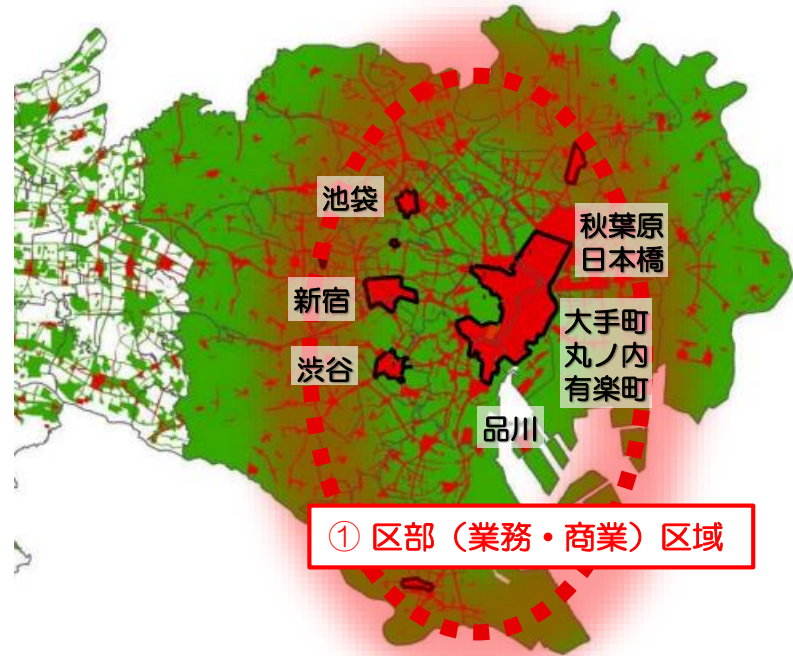 池袋
秋葉原
日本橋
新宿
大手町
丸ノ内
有楽町
渋谷
品川
① 区部（業務・商業）区域